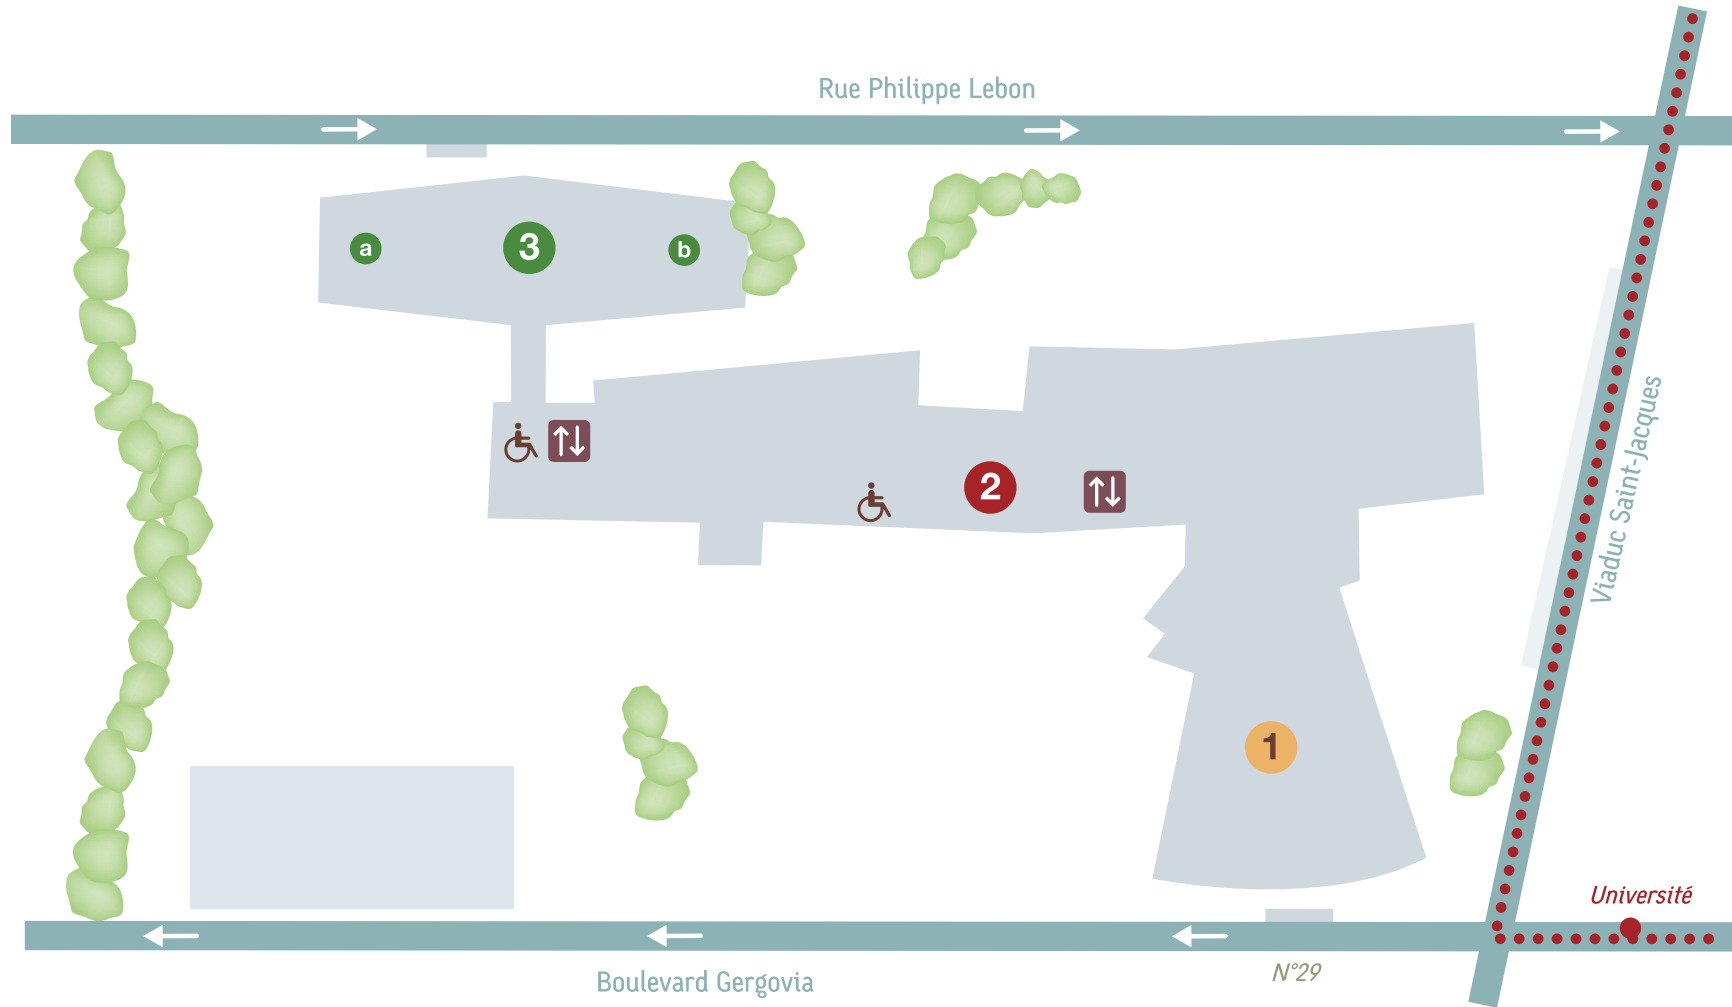 Rue Philippe Lebon
a
3
b
Viaduc Saint-Jacques
2
1
Université
N°29
Boulevard Gergovia